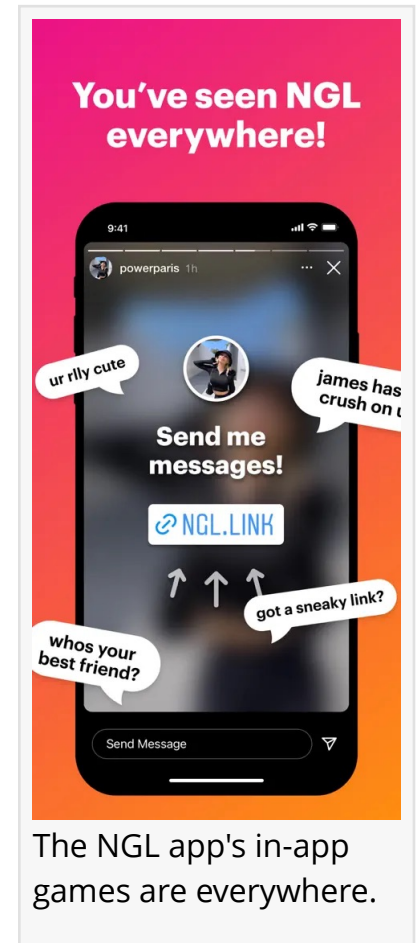 You've seen NGL
everywhere!
9:41
powerparis 1h
ur rlly cute
james has
crush on u
Send me
messages!
NGL.LINK
got a sneaky link?
whos your
best friend?
Send Message
The NGL app's in-app
games are everywhere.